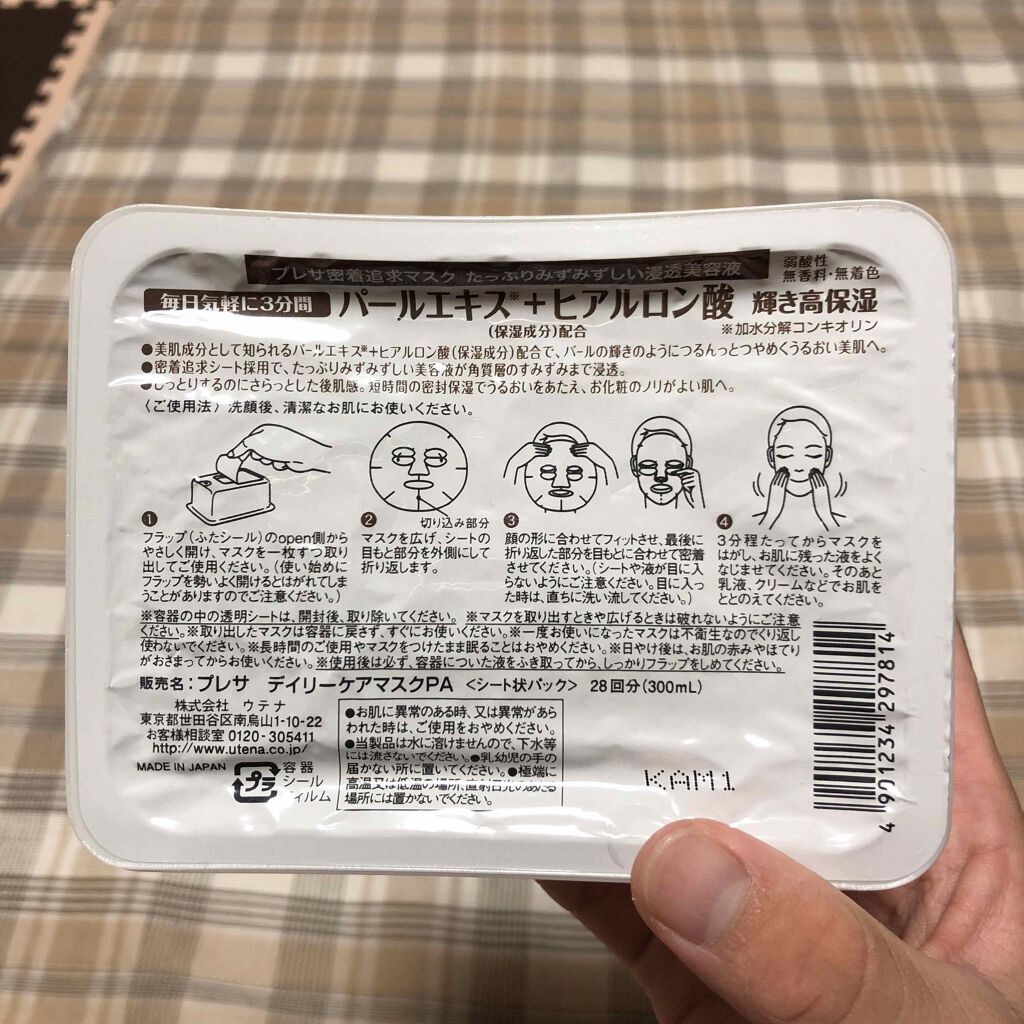 プレサ密着追求マスク たっぷりみずみずしい浸透美容液
弱酸性
無香料・無着色
毎日気軽に3分間
パールエキス※+ヒアルロン酸 輝き高保湿
(保湿成分)配合
※加水分解コンキオリン
●美肌成分として知られるパールエキス※+ヒアルロン酸(保湿成分)配合で、パールの輝きのようにつるんっとつやめくうるおい美肌へ。
●密着追求シート採用で、たっぷりみずみずしい美容液が角質層のすみずみまで浸透。
●しっとりするのにさらっとした後肌感。短時間の密封保湿でうるおいをあたえ、お化粧のノリがよい肌へ。
〈ご使用法〉洗顔後、清潔なお肌にお使いください。
1
フラップ(ふたシール)のopen側から
やさしく開け、マスクを一枚ずつ取り
出してご使用ください。(使い始めに
フラップを勢いよく開けるとはがれてしま
うことがありますのでご注意ください。)
2
切り込み部分
マスクを広げ、シートの
目もと部分を外側にして
折り返します。
3
顔の形に合わせてフィットさせ、最後に
折り返した部分を目もとに合わせて密着
させてください。(シートや液が目に入
らないようにご注意ください。目に入っ
た時は、直ちに洗い流してください。)
4
3分程たってからマスクを
はがし、お肌に残った液をよく
なじませてください。そのあと
乳液、クリームなどでお肌を
ととのえてください。
※容器の中の透明シートは、開封後、取り除いてください。 ※マスクを取り出すときや広げるときは破れないようにご注意
ください。※取り出したマスクは容器に戻さず、すぐにお使いください。※一度お使いになったマスクは不衛生なのでくり返し
使わないでください。※長時間のご使用やマスクをつけたまま眠ることはおやめください。※日やけ後は、お肌の赤みやほてり
がおさまってからお使いください。※使用後は必ず、容器についた液をふき取ってから、しっかりフラップをしめてください。
販売名:プレサ デイリーケアマスクPA <シート状パック> 28回分(300mL)
株式会社 ウテナ
東京都世田谷区南烏山1-10-22
お客様相談室 0120-305411
http://www.utena.co.jp/
MADE IN JAPAN
プラ
容器
シール
フィルム
●お肌に異常のある時、又は異常があら
われた時は、ご使用をおやめください。
●当製品は水に溶けませんので、下水等
には流さないでください。●乳幼児の手の
届かない所に置いてください。●極端に
高温又は低温の場所、直射日光のあたる
場所には置かないでください。
KAM1
4 901234 297814